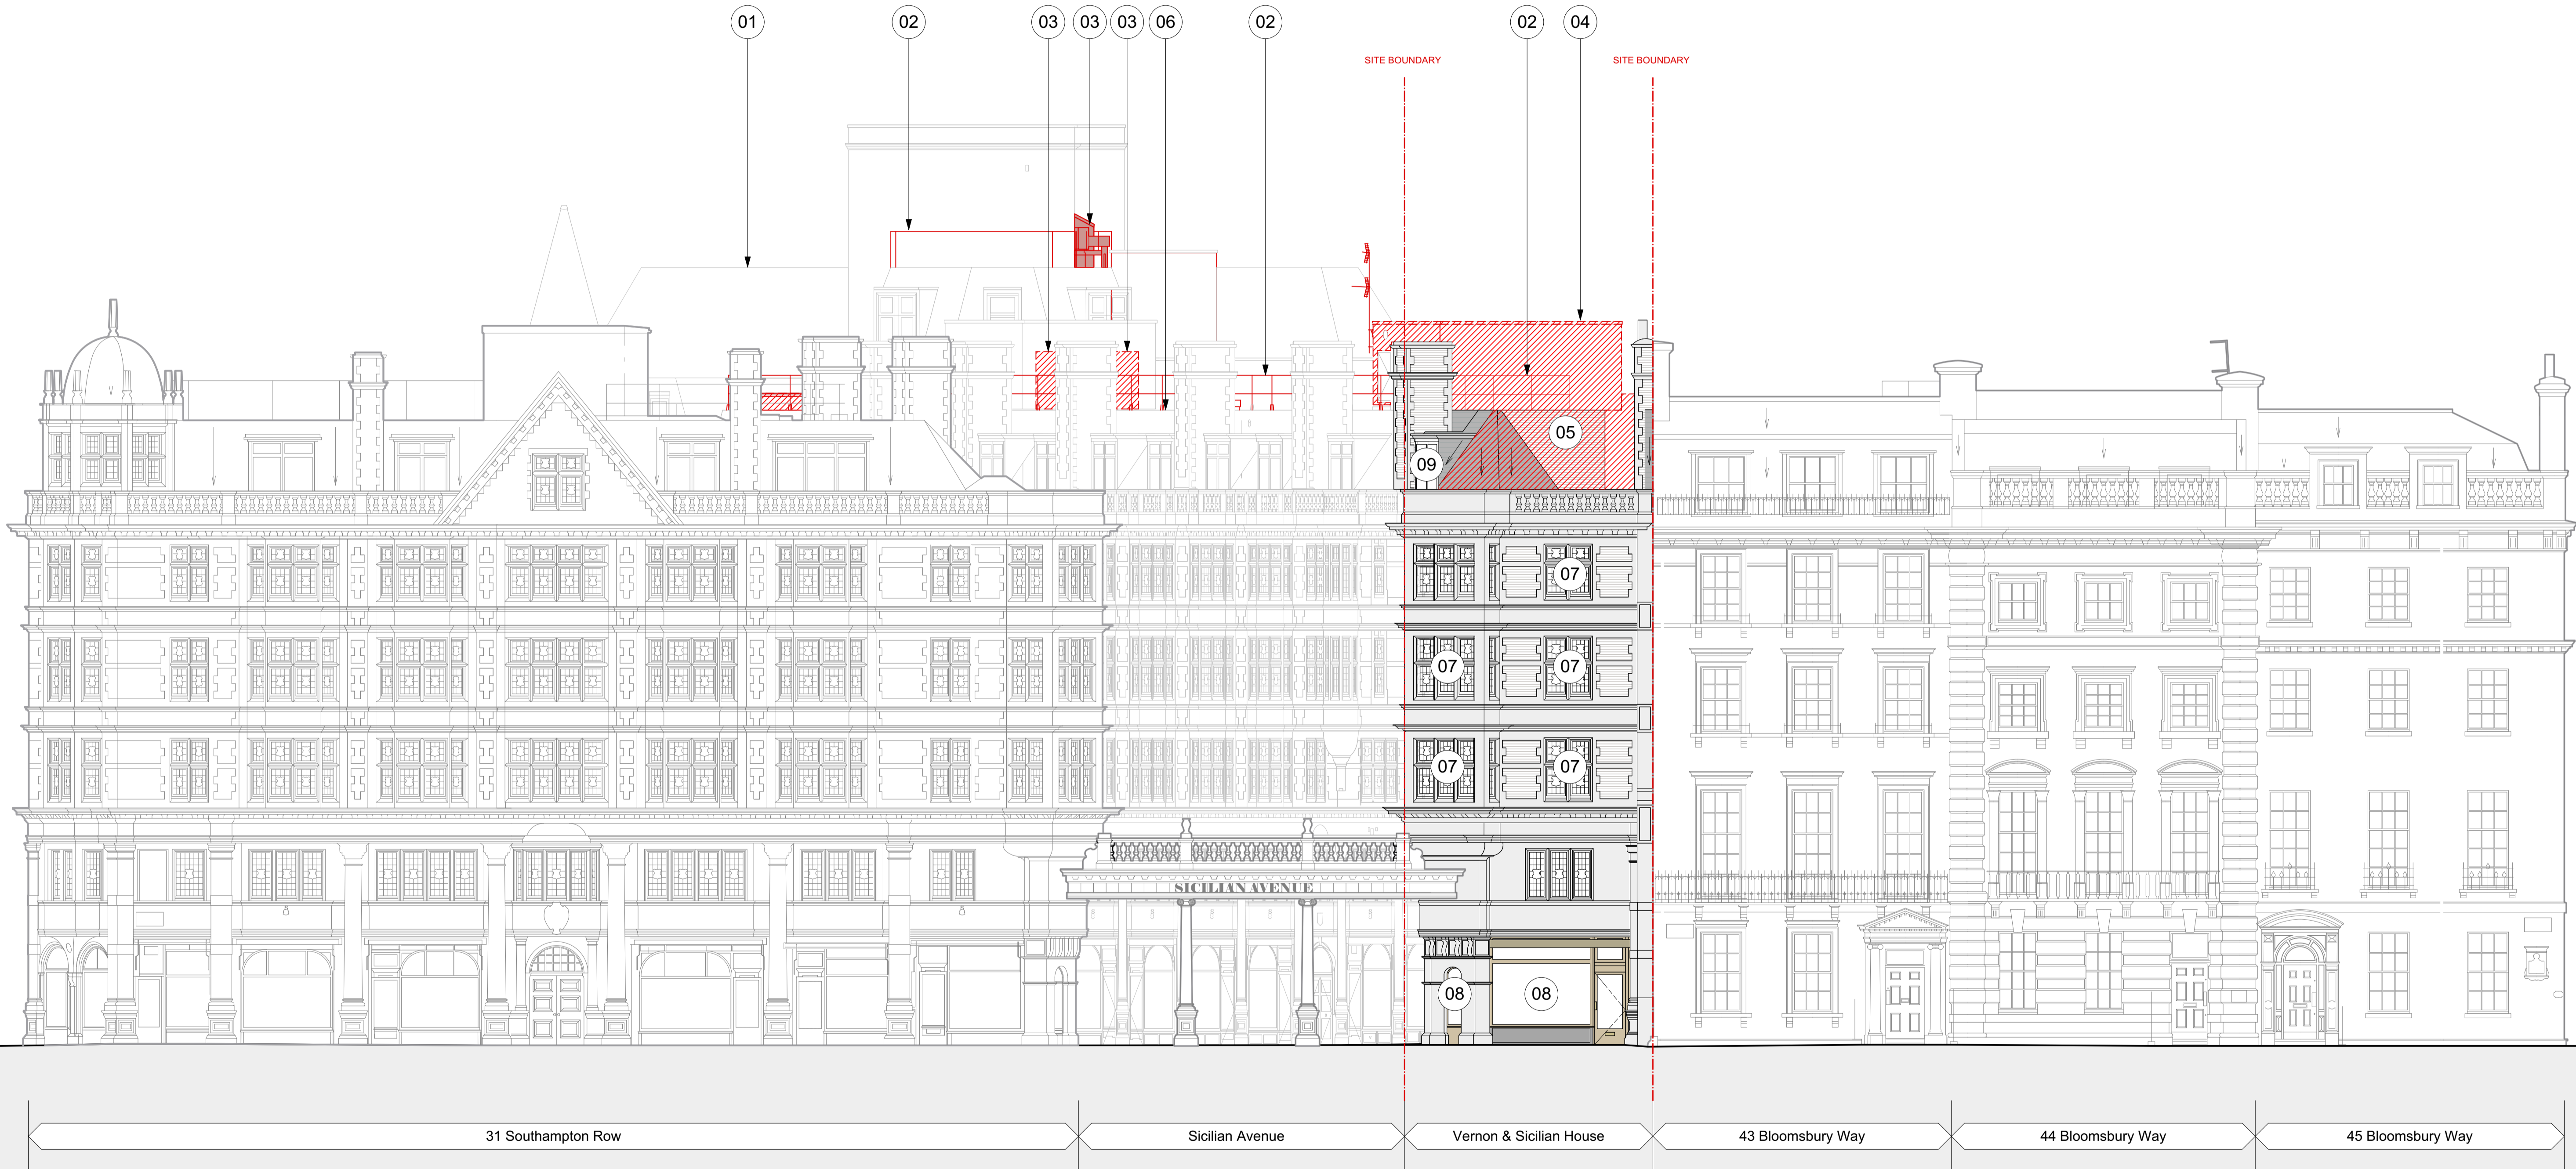 01
02
03
03
03
06
02
02
04
SITE BOUNDARY
SITE BOUNDARY
05
09
07
07
07
07
07
SICILIAN AVENUE
08
08
31 Southampton Row
Sicilian Avenue
Vernon & Sicilian House
43 Bloomsbury Way
44 Bloomsbury Way
45 Bloomsbury Way